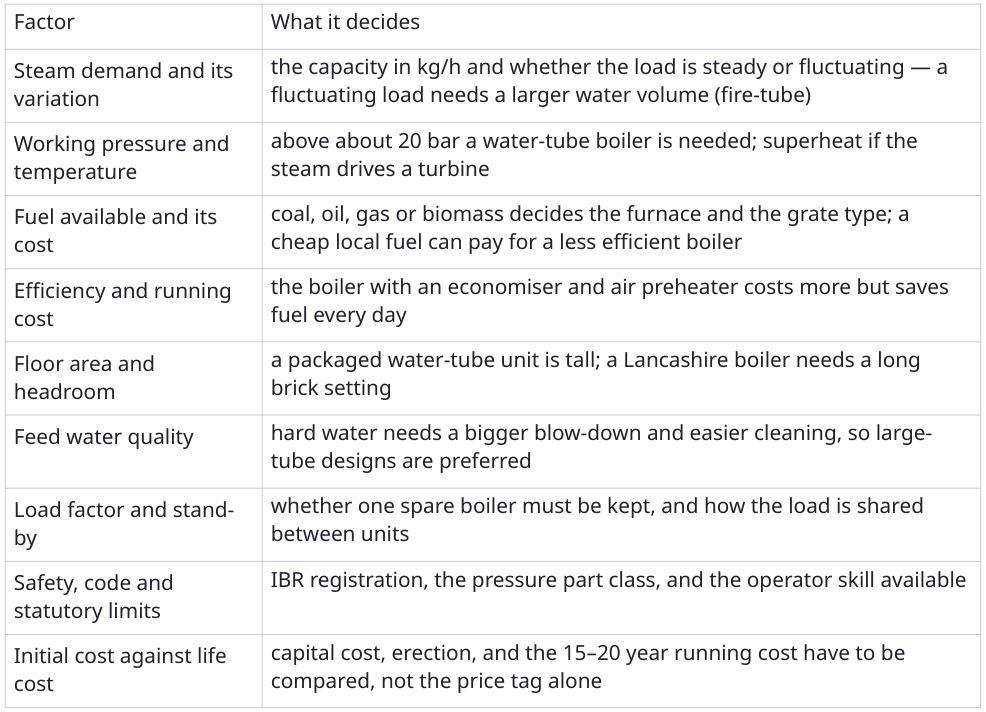 Factor
What it decides
Steam demand and its
variation
the capacity in kg/h and whether the load is steady or fluctuating — a
fluctuating load needs a larger water volume (fire-tube)
Working pressure and
temperature
above about 20 bar a water-tube boiler is needed; superheat if the
steam drives a turbine
Fuel available and its
cost
coal, oil, gas or biomass decides the furnace and the grate type; a
cheap local fuel can pay for a less efficient boiler
Efficiency and running
cost
the boiler with an economiser and air preheater costs more but saves
fuel every day
Floor area and
headroom
a packaged water-tube unit is tall; a Lancashire boiler needs a long
brick setting
Feed water quality
hard water needs a bigger blow-down and easier cleaning, so large-
tube designs are preferred
Load factor and stand-
by
whether one spare boiler must be kept, and how the load is shared
between units
Safety, code and
statutory limits
IBR registration, the pressure part class, and the operator skill available
Initial cost against life
cost
capital cost, erection, and the 15–20 year running cost have to be
compared, not the price tag alone